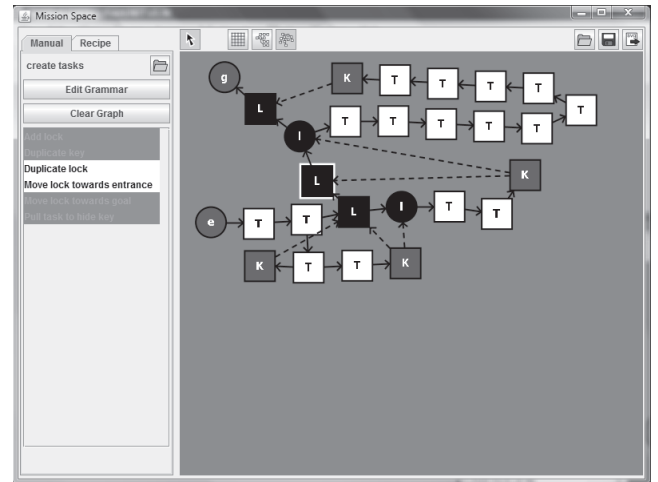 Mission Space
Manual Recipe
create tasks
Edit Grammar
Clear Graph
Add lock
Duplicate key
Duplicate lock
Move lock towards entrance
Move lock towards goal
Pull task to hide key
g K T T T T
L T
I T T T T T
L K
e T T L I T T
K T T K